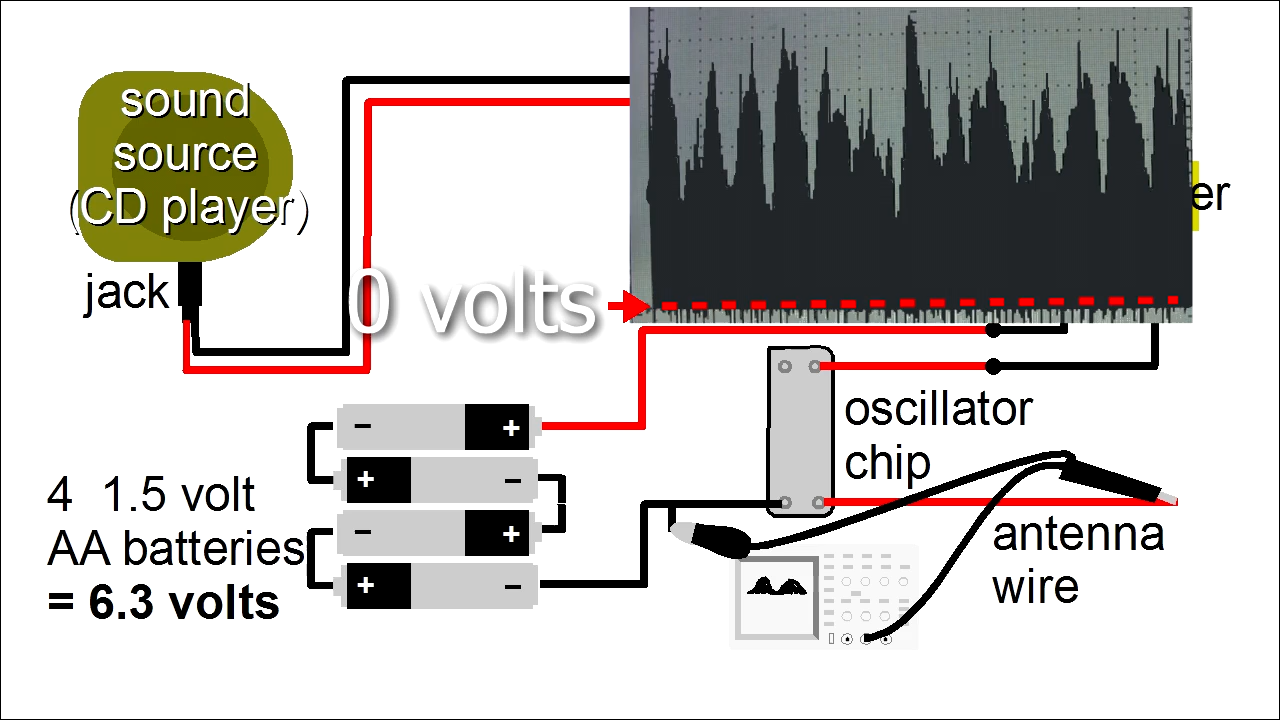 sound
source
(CD player)
jack
0 volts
er
4 1.5 volt
AA batteries
= 6.3 volts
− +
+ −
− +
+ −
oscillator
chip
antenna
wire